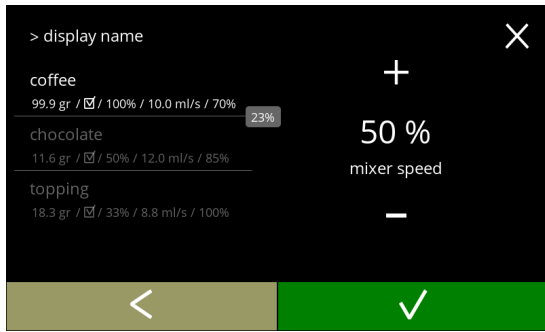 > display name
coffee
99.9 gr / ☑ / 100% / 10.0 ml/s / 70%
23%
chocolate
11.6 gr / ☑ / 50% / 12.0 ml/s / 85%
topping
18.3 gr / ☑ / 33% / 8.8 ml/s / 100%
50 %
mixer speed